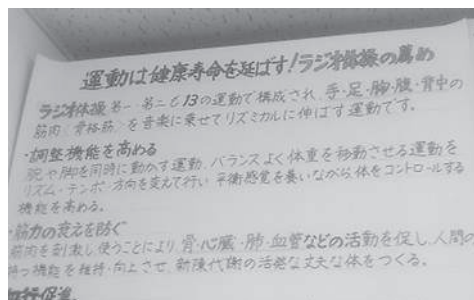 運動は健康寿命を延ばす!ラジオ体操の薦め
ラジオ体操第一・第二も13の運動で構成され、手・足・胸・腹・背中の
筋肉〈骨格筋〉を音楽に乗せてリズミカルに伸ばす運動です。
・調整機能を高める
腕や脚を同時に動かす運動、バランスよく体重を移動させる運動を
リズム・テンポ・方向を変えて行い 平衡感覚を養いながら体をコントロールする
機能を高める。
・筋力の衰えを防ぐ
筋肉を刺激し使うことにより、骨・心臓・肺・血管などの活動を促し、人間の
持つ機能を維持・向上させ、新陳代謝の活発な丈夫な体をつくる。
血行促進